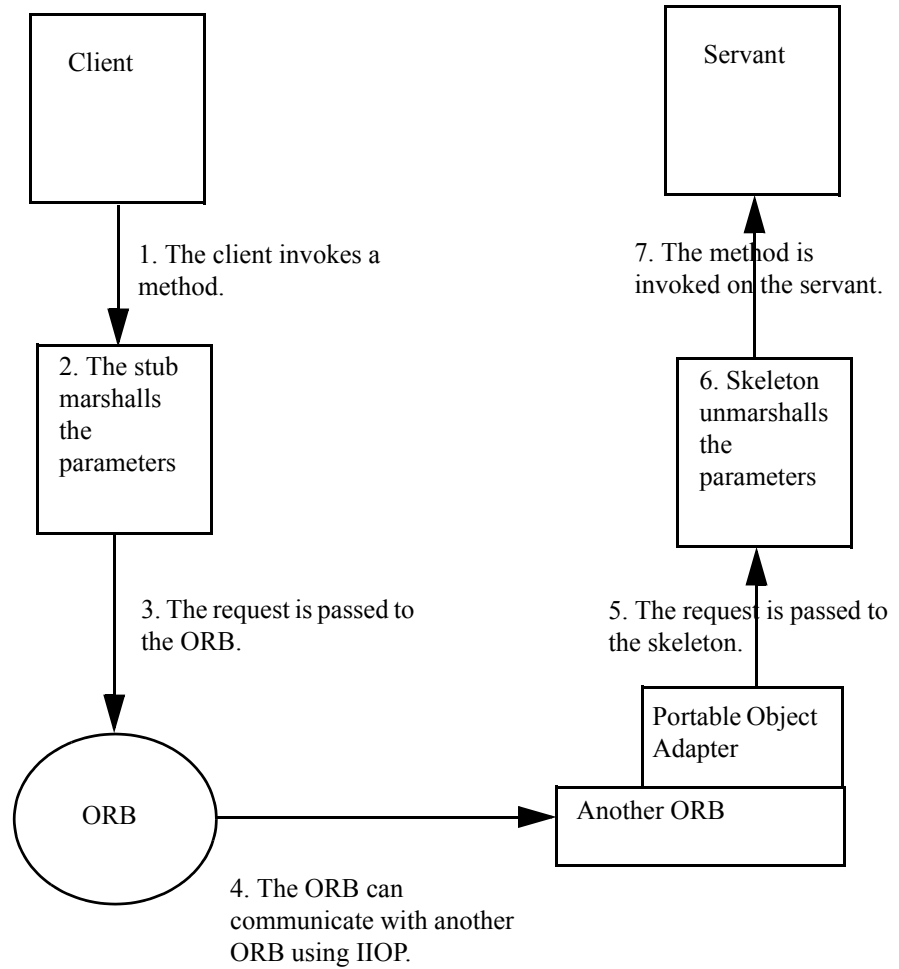 Client
1. The client invokes a
method.
2. The stub
marshalls
the
parameters
3. The request is passed to
the ORB.
ORB
4. The ORB can
communicate with another
ORB using IIOP.
Another ORB
Portable Object
Adapter
5. The request is passed to
the skeleton.
6. Skeleton
unmarshalls
the
parameters
7. The method is
invoked on the servant.
Servant